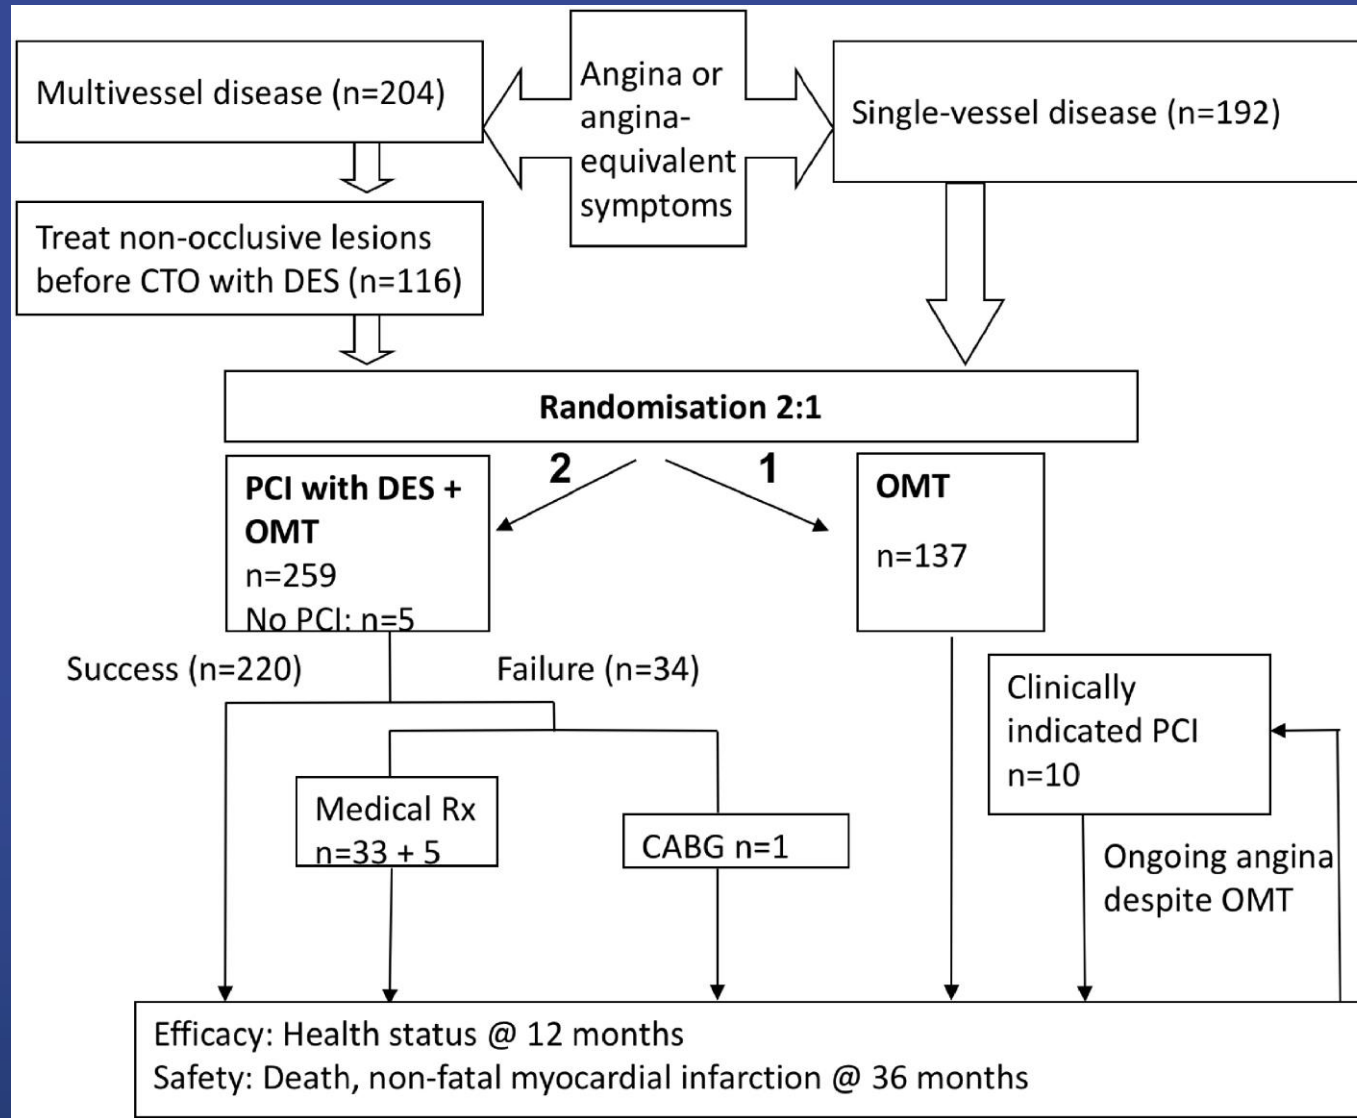 Multivessel disease (n=204)
Angina or
angina-
equivalent
symptoms
Single-vessel disease (n=192)
Treat non-occlusive lesions
before CTO with DES (n=116)
Randomisation 2:1
2
1
PCI with DES +
OMT
n=259
No PCI: n=5
OMT
n=137
Success (n=220)
Failure (n=34)
Clinically
indicated PCI
n=10
Medical Rx
n=33 + 5
CABG n=1
Ongoing angina
despite OMT
Efficacy: Health status @ 12 months
Safety: Death, non-fatal myocardial infarction @ 36 months